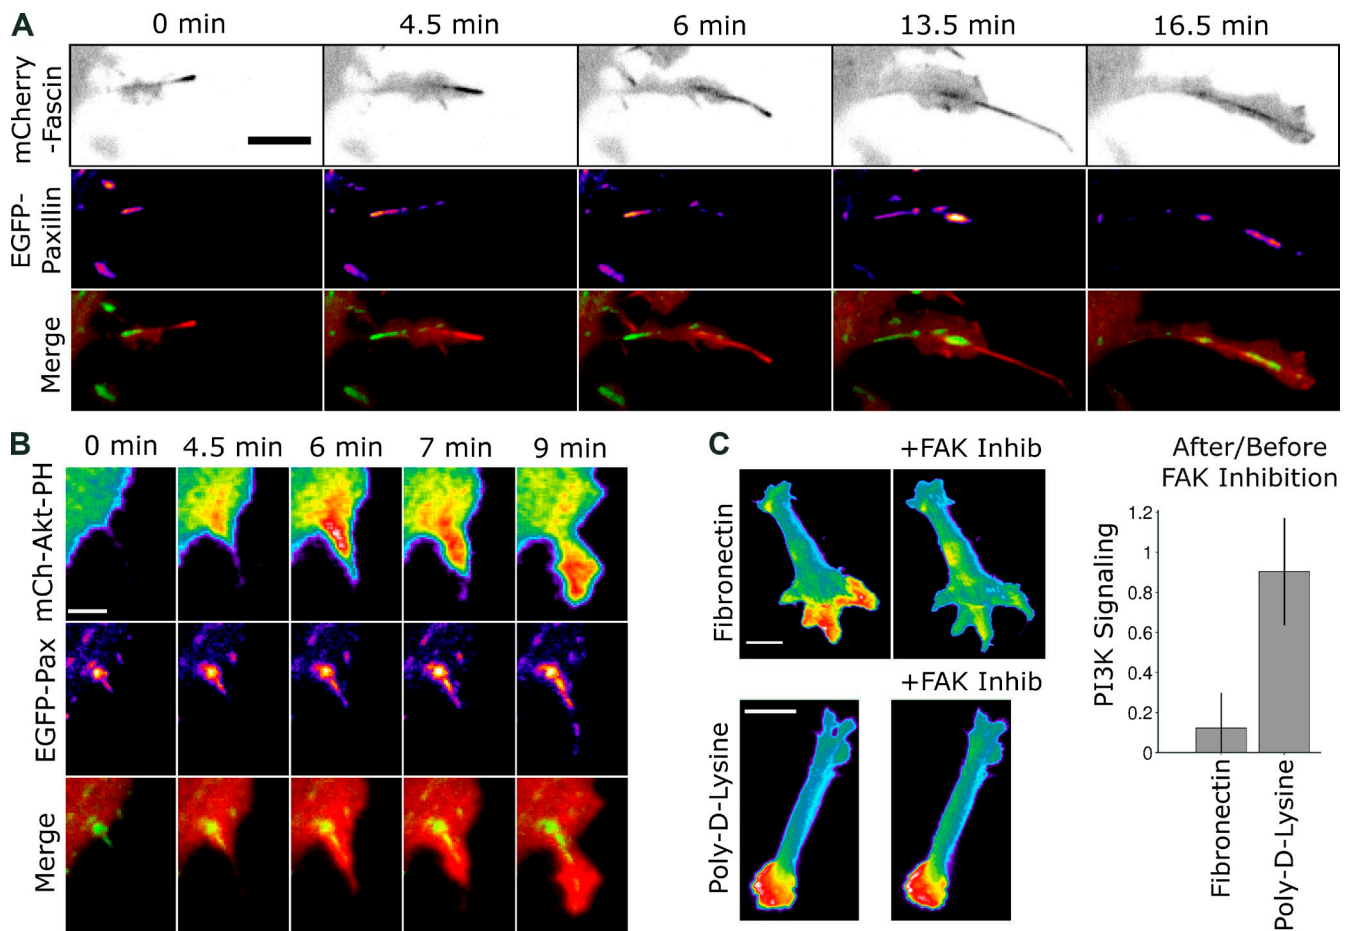 A
0 min
4.5 min
6 min
13.5 min
16.5 min
mCherry
-Fascin
EGFP-
Paxillin
Merge
B
0 min
4.5 min
6 min
7 min
9 min
mCh-Akt-PH
EGFP-Pax
Merge
C
+FAK Inhib
Fibronectin
+FAK Inhib
Poly-D-Lysine
After/Before
FAK Inhibition
PI3K Signaling
1.2
1
0.8
0.6
0.4
0.2
0
Fibronectin
Poly-D-Lysine